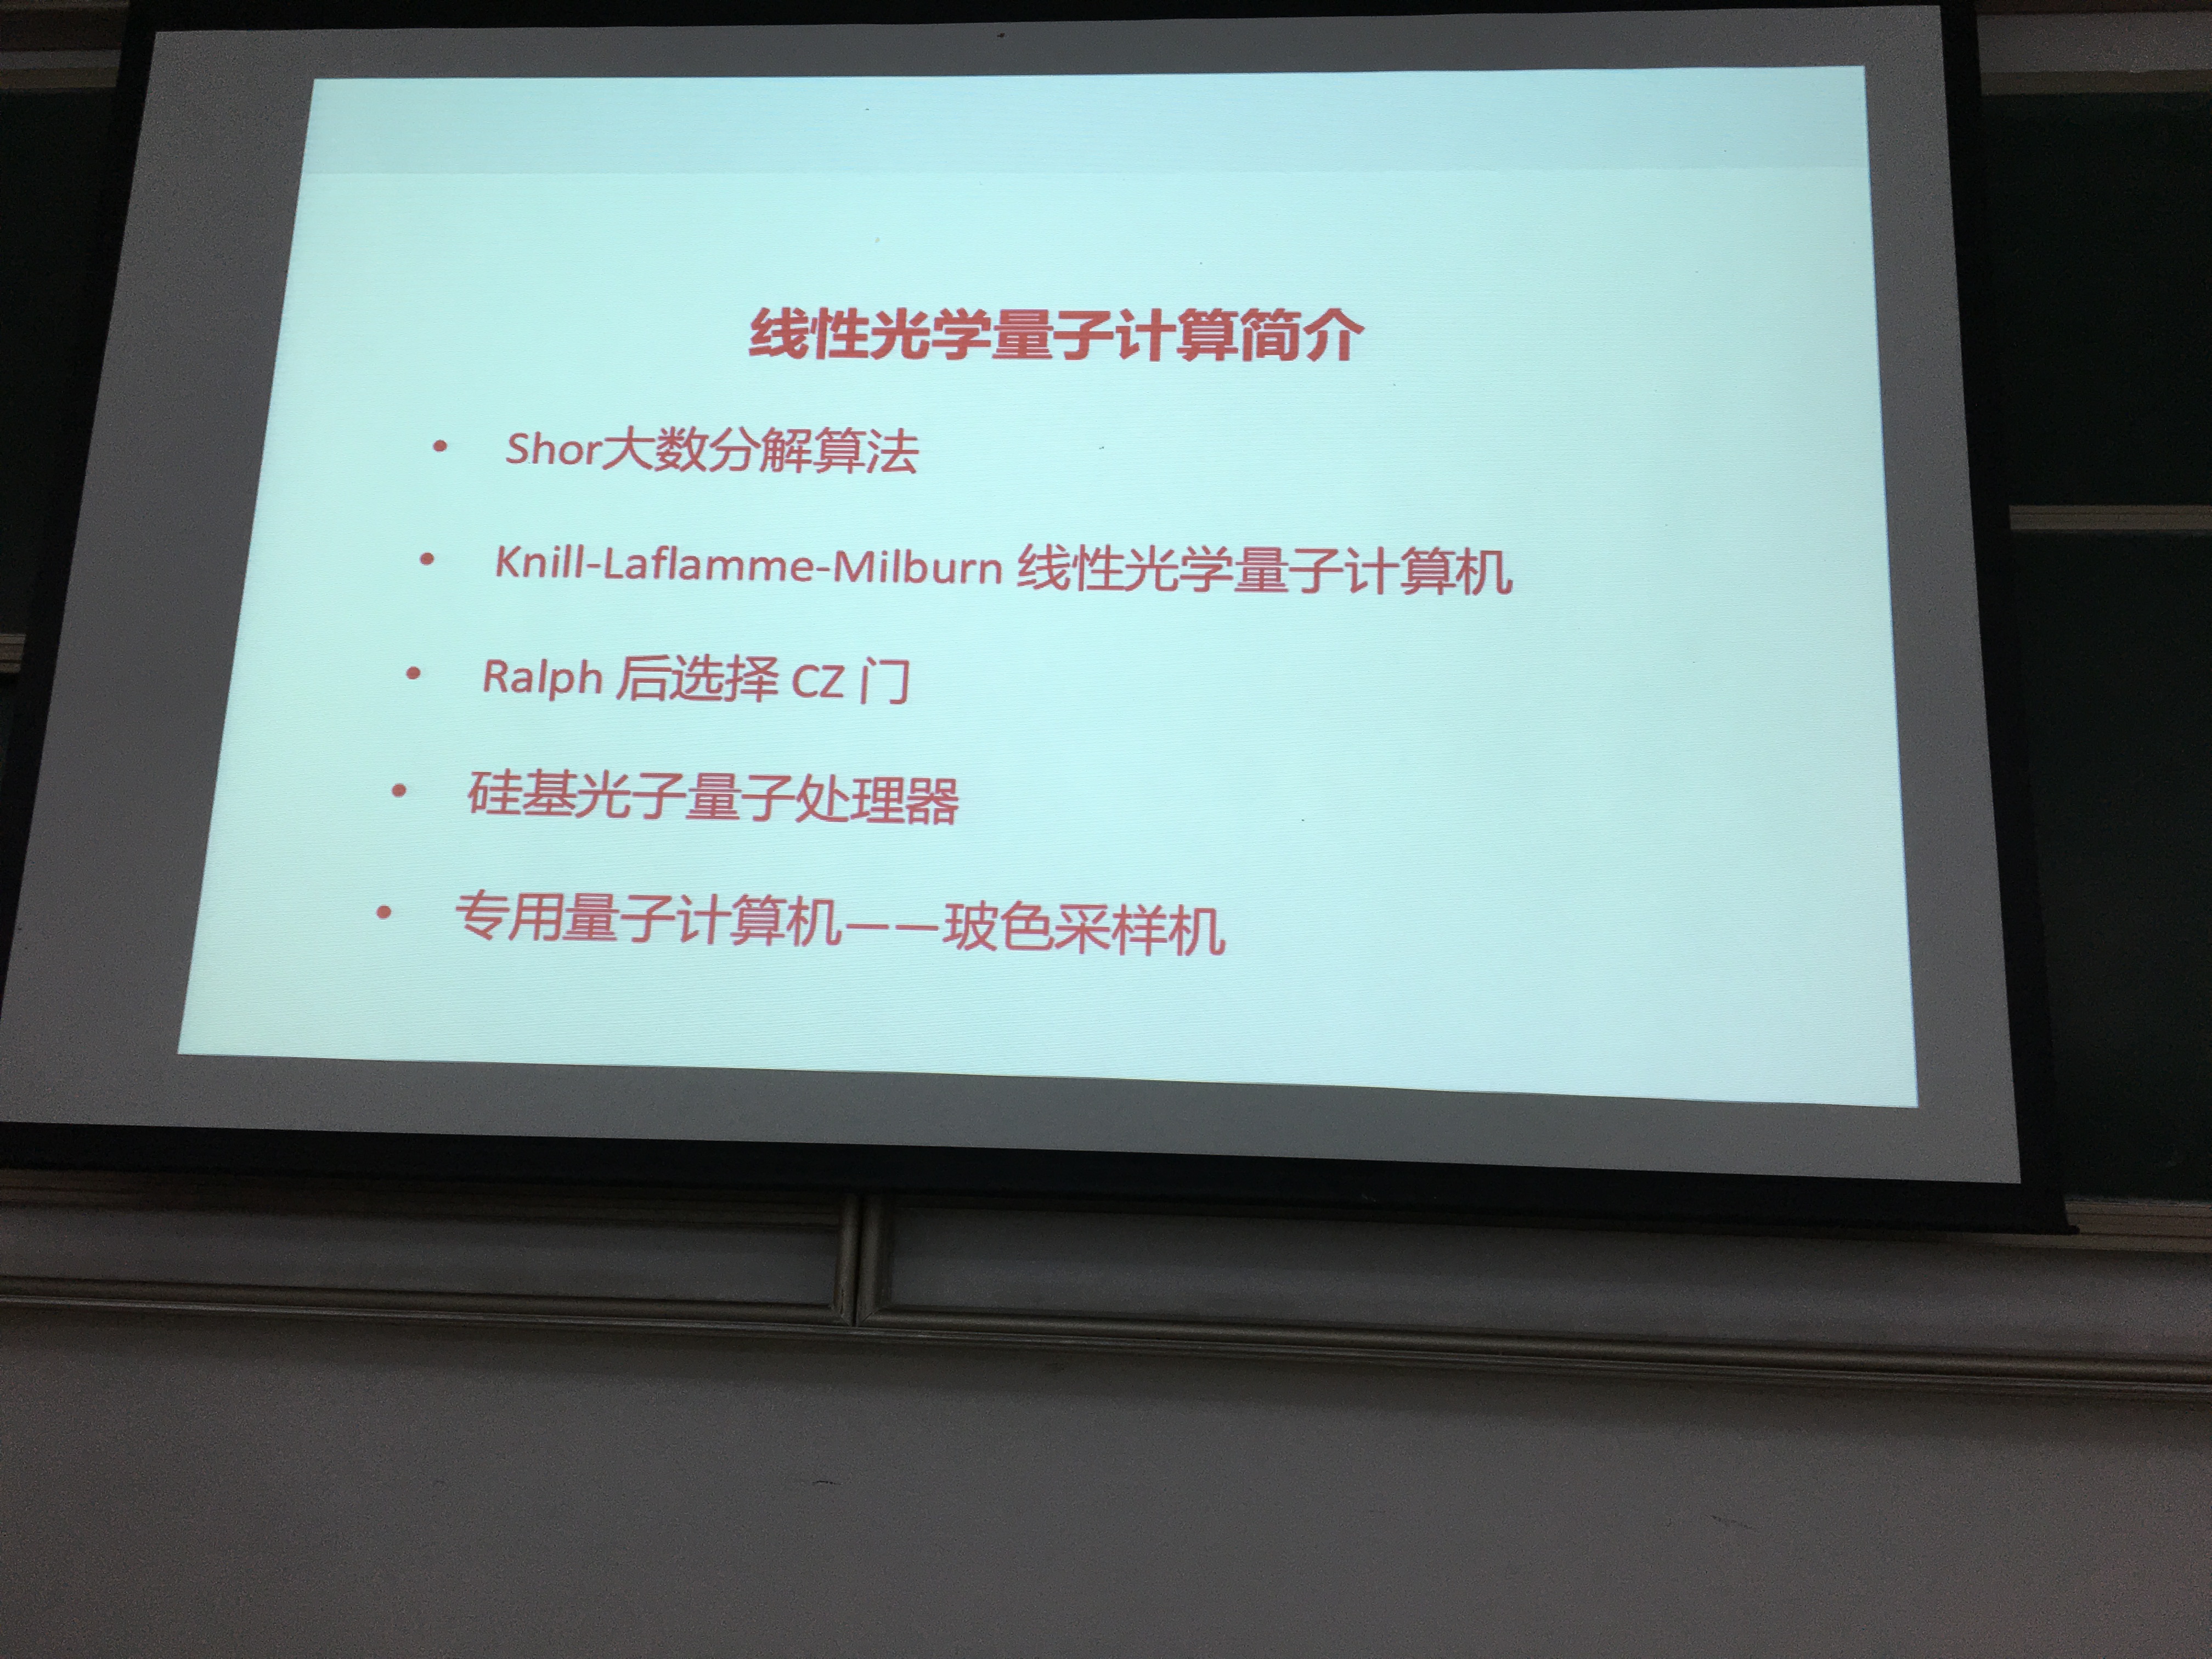 线性光学量子计算简介
• Shor大数分解算法
• Knill-Laflamme-Milburn 线性光学量子计算机
• Ralph 后选择 CZ 门
• 硅基光子量子处理器
• 专用量子计算机——玻色采样机